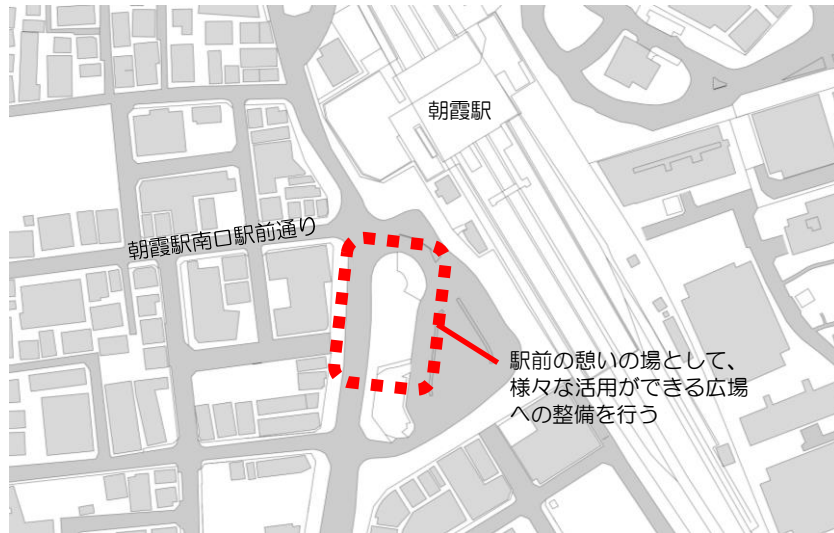 朝霞駅
朝霞駅南口駅前通り
駅前の憩いの場として、
様々な活用ができる広場
への整備を行う